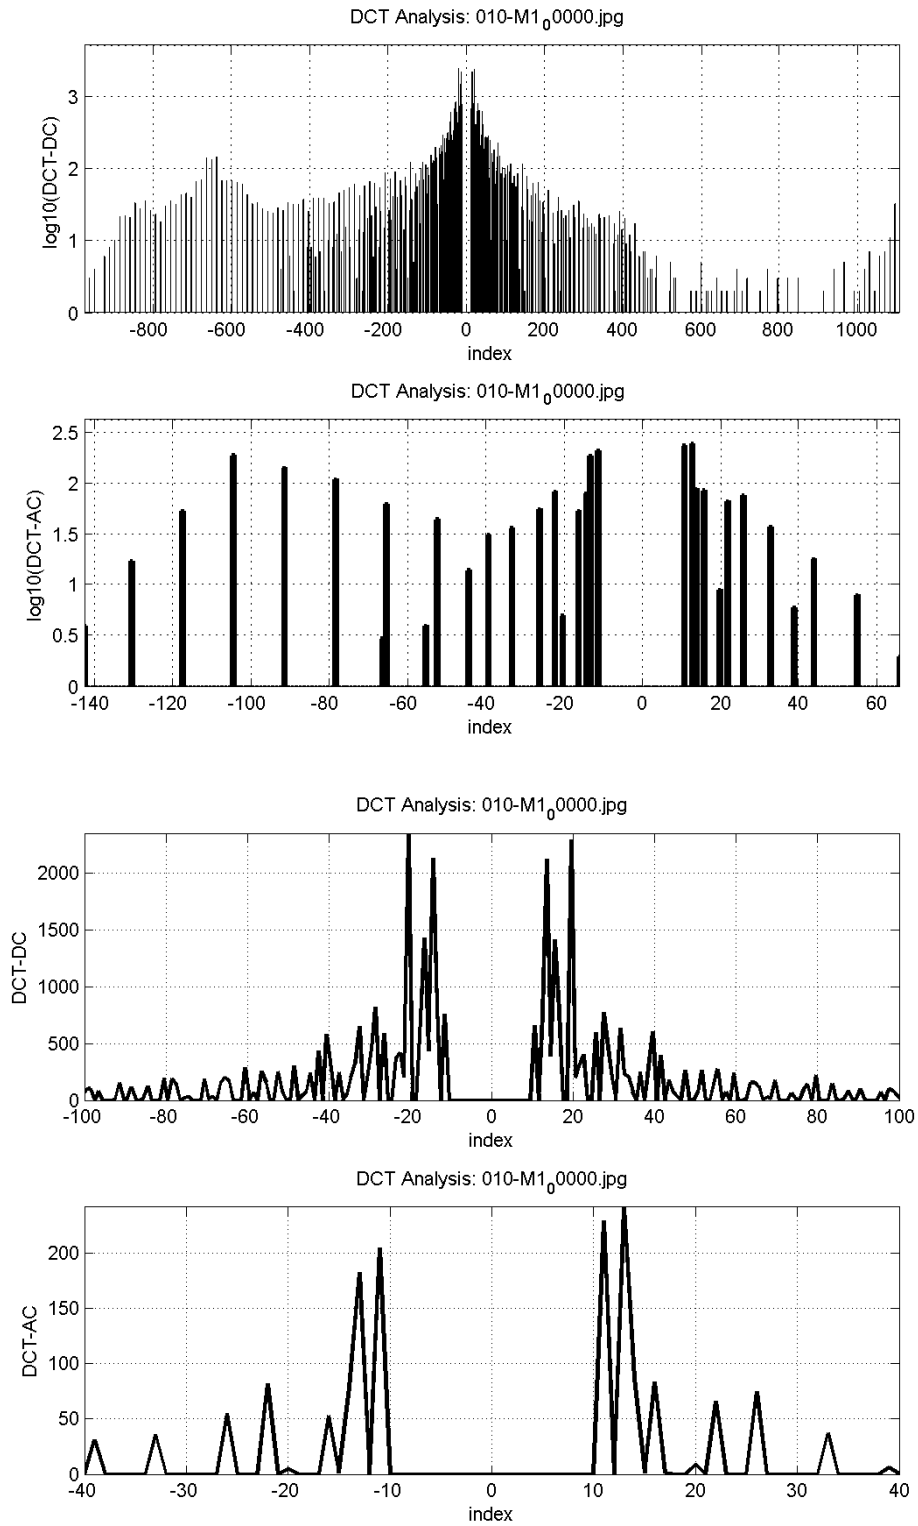 DCT Analysis: 010-M1₀0000.jpg
log10(DCT-DC)
3
2
1
0
-800 -600 -400 -200 0 200 400 600 800 1000
index
DCT Analysis: 010-M1₀0000.jpg
log10(DCT-AC)
2.5
2
1.5
1
0.5
0
-140 -120 -100 -80 -60 -40 -20 0 20 40 60
index
DCT Analysis: 010-M1₀0000.jpg
DCT-DC
2000
1500
1000
500
0
-100 -80 -60 -40 -20 0 20 40 60 80 100
index
DCT Analysis: 010-M1₀0000.jpg
DCT-AC
200
150
100
50
0
-40 -30 -20 -10 0 10 20 30 40
index